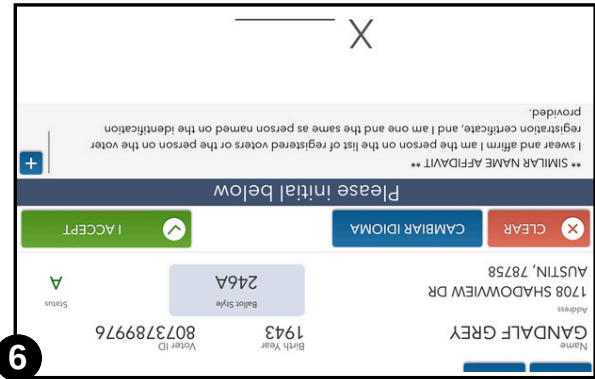 Name
GANDALF GREY
Birth Year
1943
Voter ID
8073789976
Address
1708 SHADOWVIEW DR
AUSTIN, 78758
Ballot Style
246A
Status
A
CLEAR
CAMBIAR IDIOMA
I ACCEPT
Please initial below
** SIMILAR NAME AFFIDAVIT **
I swear and affirm I am the person on the list of registered voters or the person on the voter
registration certificate, and I am one and the same as person named on the identification
provided.
+
X
6